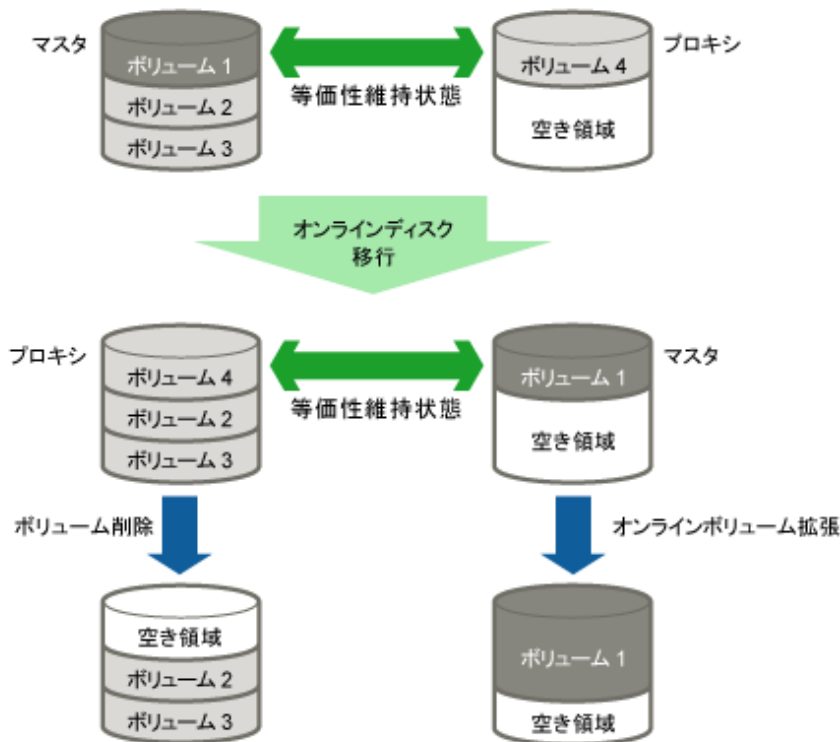 マスタ
ボリューム 1
ボリューム 2
ボリューム 3
等価性維持状態
プロキシ
ボリューム 4
空き領域
オンラインディスク
移行
プロキシ
ボリューム 4
ボリューム 2
ボリューム 3
等価性維持状態
マスタ
ボリューム 1
空き領域
ボリューム削除
オンラインボリューム拡張
空き領域
ボリューム 2
ボリューム 3
ボリューム 1
空き領域